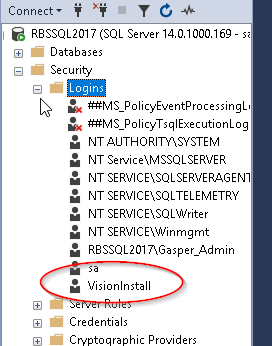 Connect
RBSSQL2017 (SQL Server 14.0.1000.169 - sa
Databases
Security
Logins
##MS_PolicyEventProcessingLo
##MS_PolicyTsqlExecutionLog
NT AUTHORITY\SYSTEM
NT Service\MSSQLSERVER
NT SERVICE\SQLSERVERAGENT
NT SERVICE\SQLTELEMETRY
NT SERVICE\SQLWriter
NT SERVICE\Winmgmt
RBSSQL2017\Gasper_Admin
sa
VisionInstall
Server Roles
Credentials
Cryptographic Providers